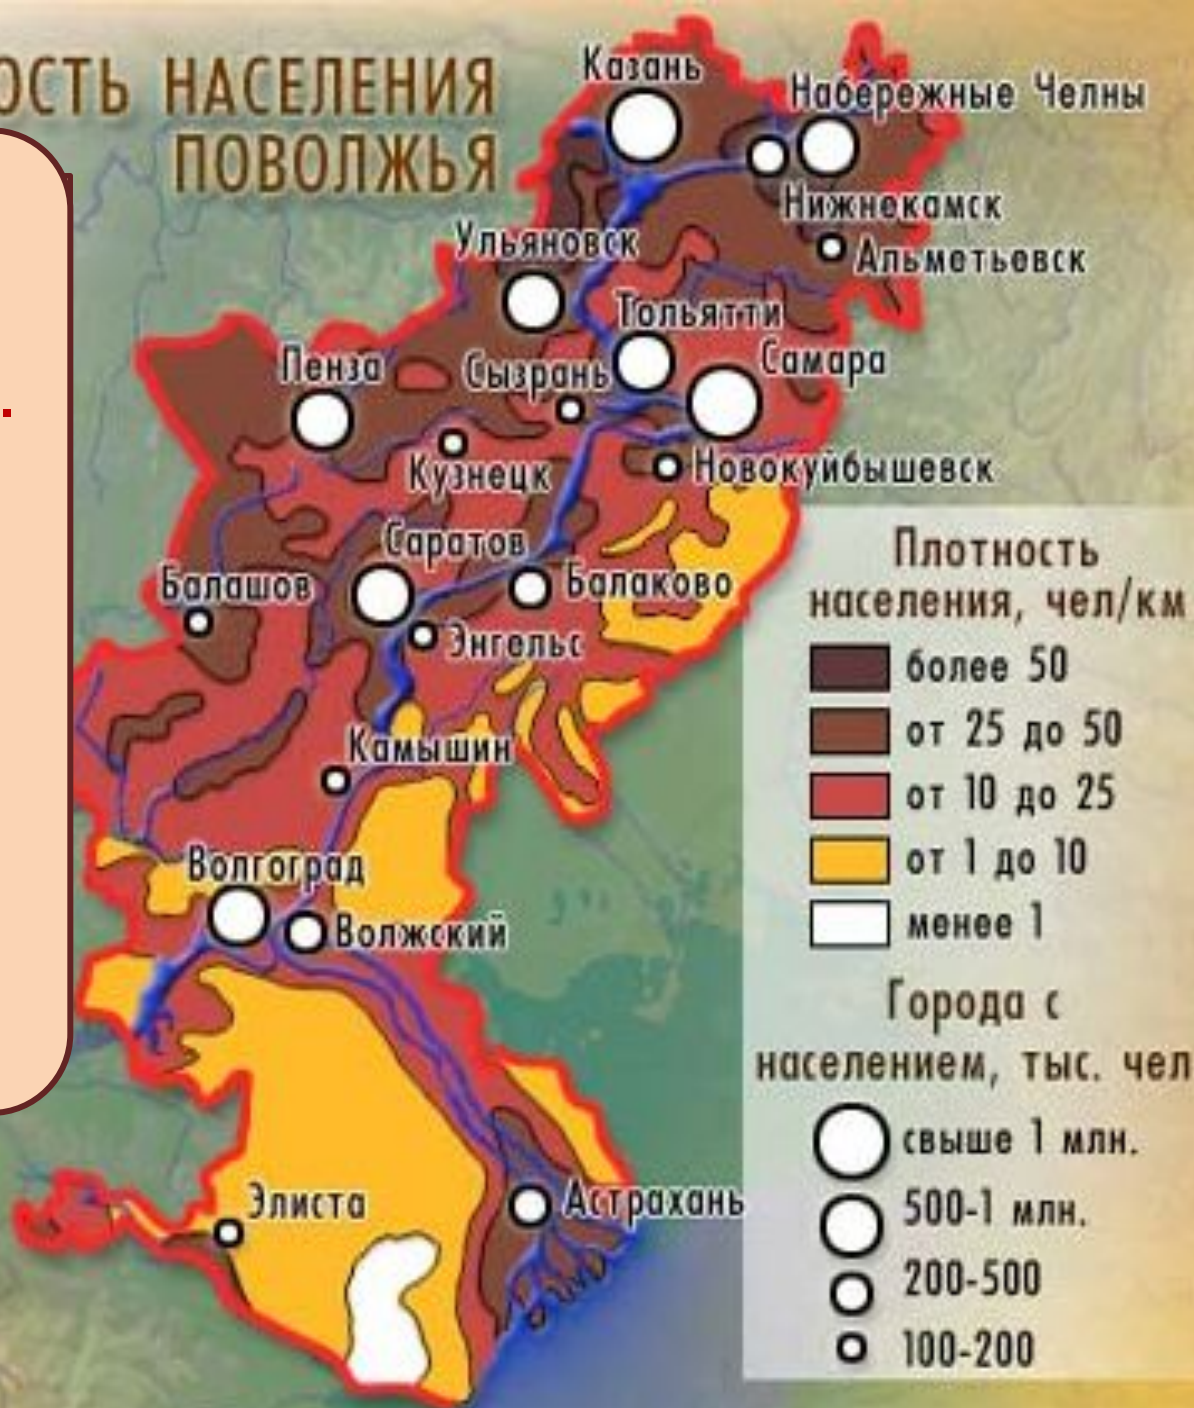 ОСТЬ НАСЕЛЕНИЯ
ПОВОЛЖЬЯ
Казань
Набережные Челны
Нижнекамск
Альметьевск
Ульяновск
Тольятти
Самара
Сызрань
Пенза
Кузнецк
Новокуйбышевск
Саратов
Балаково
Балашов
Энгельс
Камышин
Волгоград
Волжский
Элиста
Астрахань
Плотность
населения, чел/км
более 50
от 25 до 50
от 10 до 25
от 1 до 10
менее 1
Города с
населением, тыс. чел
свыше 1 млн.
500-1 млн.
200-500
100-200